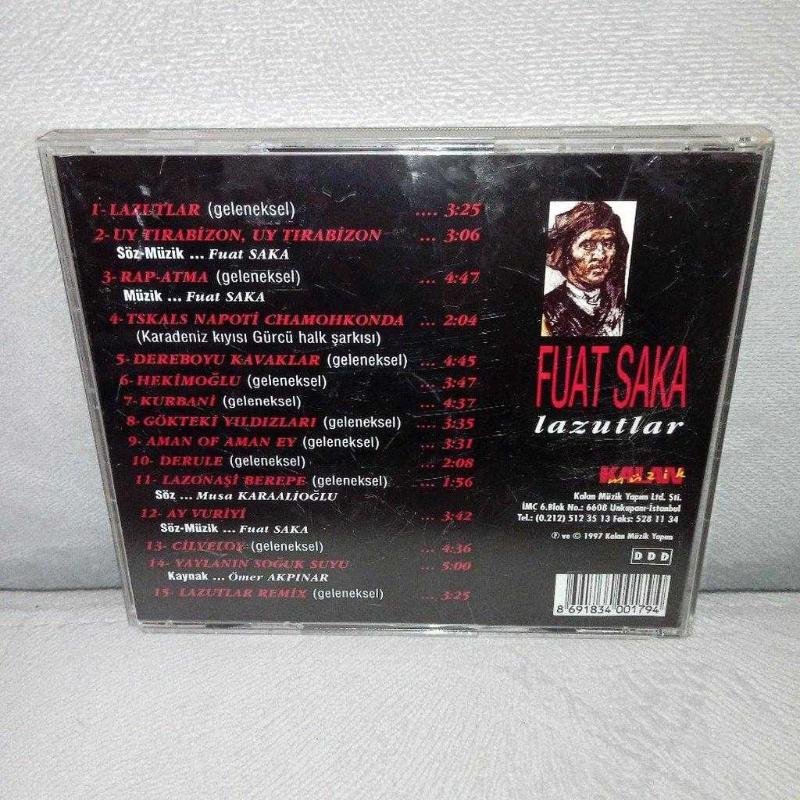 1- LAZUTLAR (geleneksel) .... 3:25
2- UY TIRABİZON, UY TIRABİZON ... 3:06
Söz-Müzik ... Fuat SAKA
3- RAP-ATMA (geleneksel) ... 4:47
Müzik ... Fuat SAKA
4- TSKALS NAPOTİ CHAMOHKONDA ... 2:04
(Karadeniz kıyısı Gürcü halk şarkısı)
5- DEREBOYU KAVAKLAR (geleneksel) ... 4:45
6- HEKİMOĞLU (geleneksel) ... 3:47
7- KURBANİ (geleneksel) ... 4:37
8- GÖKTEKİ YILDIZLARI (geleneksel) ... 3:35
9- AMAN OF AMAN EY (geleneksel) ... 3:31
10- DERULE (geleneksel) ... 2:08
11- LAZONAŞİ BEREPE (geleneksel) ... 1:56
Söz ... Musa KARAALİOĞLU
12- AY VURİYİ ... 3:42
Söz-Müzik ... Fuat SAKA
13- CİLVELOY (geleneksel) ... 4:36
14- YAYLANIN SOĞUK SUYU ... 5:00
Kaynak ... Ömer AKPINAR
15- LAZUTLAR REMİX (geleneksel) ... 3:25
FUAT SAKA
lazutlar
KALAN
müzik
Kalan Müzik Yapım Ltd. Şti.
İMÇ 6.Blok No.: 6608 Unkapanı-İstanbul
Tel.: (0.212) 512 35 13 Faks: 528 11 34
℗ ve © 1997 Kalan Müzik Yapım
D D D
8 691834 001794